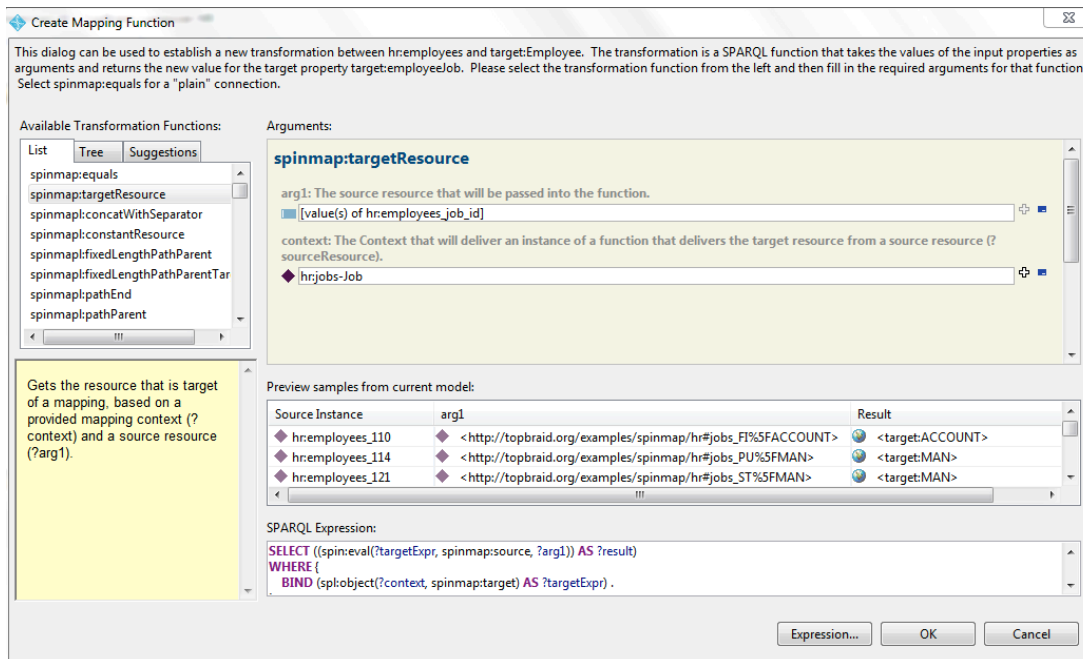 Create Mapping Function
This dialog can be used to establish a new transformation between hr:employees and target:Employee. The transformation is a SPARQL function that takes the values of the input properties as
arguments and returns the new value for the target property target:employeeJob. Please select the transformation function from the left and then fill in the required arguments for that function
Select spinmap:equals for a "plain" connection.
Available Transformation Functions:
List Tree Suggestions
spinmap:equals
spinmap:targetResource
spinmapl:concatWithSeparator
spinmapl:constantResource
spinmapl:fixedLengthPathParent
spinmapl:fixedLengthPathParentTar
spinmapl:pathEnd
spinmapl:pathParent
Gets the resource that is target
of a mapping, based on a
provided mapping context (?
context) and a source resource
(?arg1).
Arguments:
spinmap:targetResource
arg1: The source resource that will be passed into the function.
[value(s) of hr:employees_job_id]
context: The Context that will deliver an instance of a function that delivers the target resource from a source resource (?
sourceResource).
hr:jobs-Job
Preview samples from current model:
Source Instance arg1 Result
hr:employees_110 <http://topbraid.org/examples/spinmap/hr#jobs_FI%5FACCOUNT> <target:ACCOUNT>
hr:employees_114 <http://topbraid.org/examples/spinmap/hr#jobs_PU%5FMAN> <target:MAN>
hr:employees_121 <http://topbraid.org/examples/spinmap/hr#jobs_ST%5FMAN> <target:MAN>
SPARQL Expression:
SELECT ((spin:eval(?targetExpr, spinmap:source, ?arg1)) AS ?result)
WHERE {
BIND (spl:object(?context, spinmap:target) AS ?targetExpr) .
Expression... OK Cancel